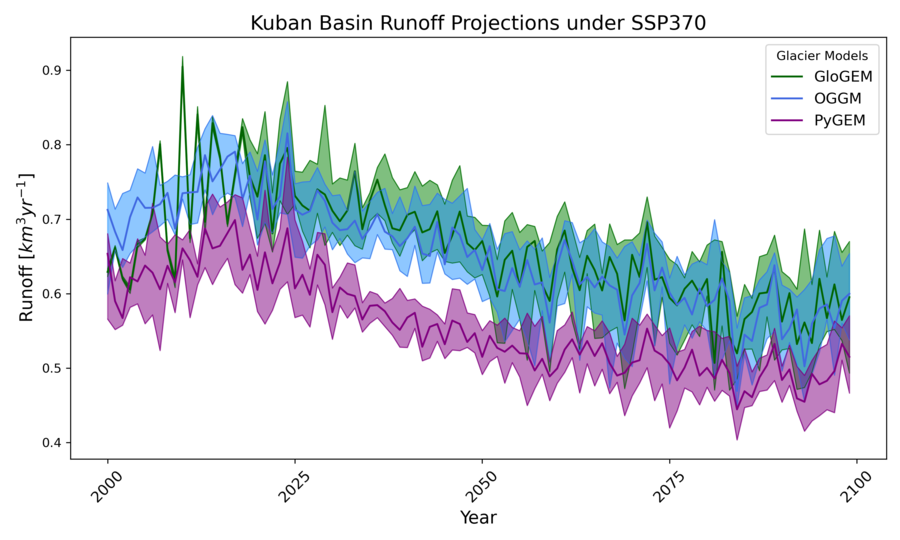 Kuban Basin Runoff Projections under SSP370
Glacier Models
GloGEM
OGGM
PyGEM
0.9
0.8
0.7
0.6
0.5
0.4
Runoff [km³yr⁻¹]
2000
2025
2050
2075
2100
Year